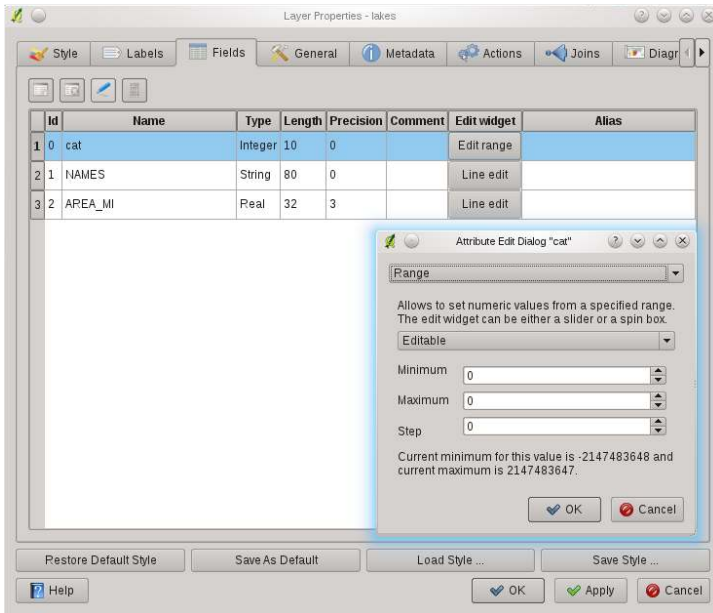 Layer Properties - lakes
Style Labels Fields General Metadata Actions Joins Diagr
Id Name Type Length Precision Comment Edit widget Alias
1 0 cat Integer 10 0 Edit range
2 1 NAMES String 80 0 Line edit
3 2 AREA_MI Real 32 3 Line edit
Attribute Edit Dialog "cat"
Range
Allows to set numeric values from a specified range.
The edit widget can be either a slider or a spin box.
Editable
Minimum 0
Maximum 0
Step 0
Current minimum for this value is -2147483648 and
current maximum is 2147483647.
OK Cancel
Restore Default Style Save As Default Load Style ... Save Style ...
Help OK Apply Cancel